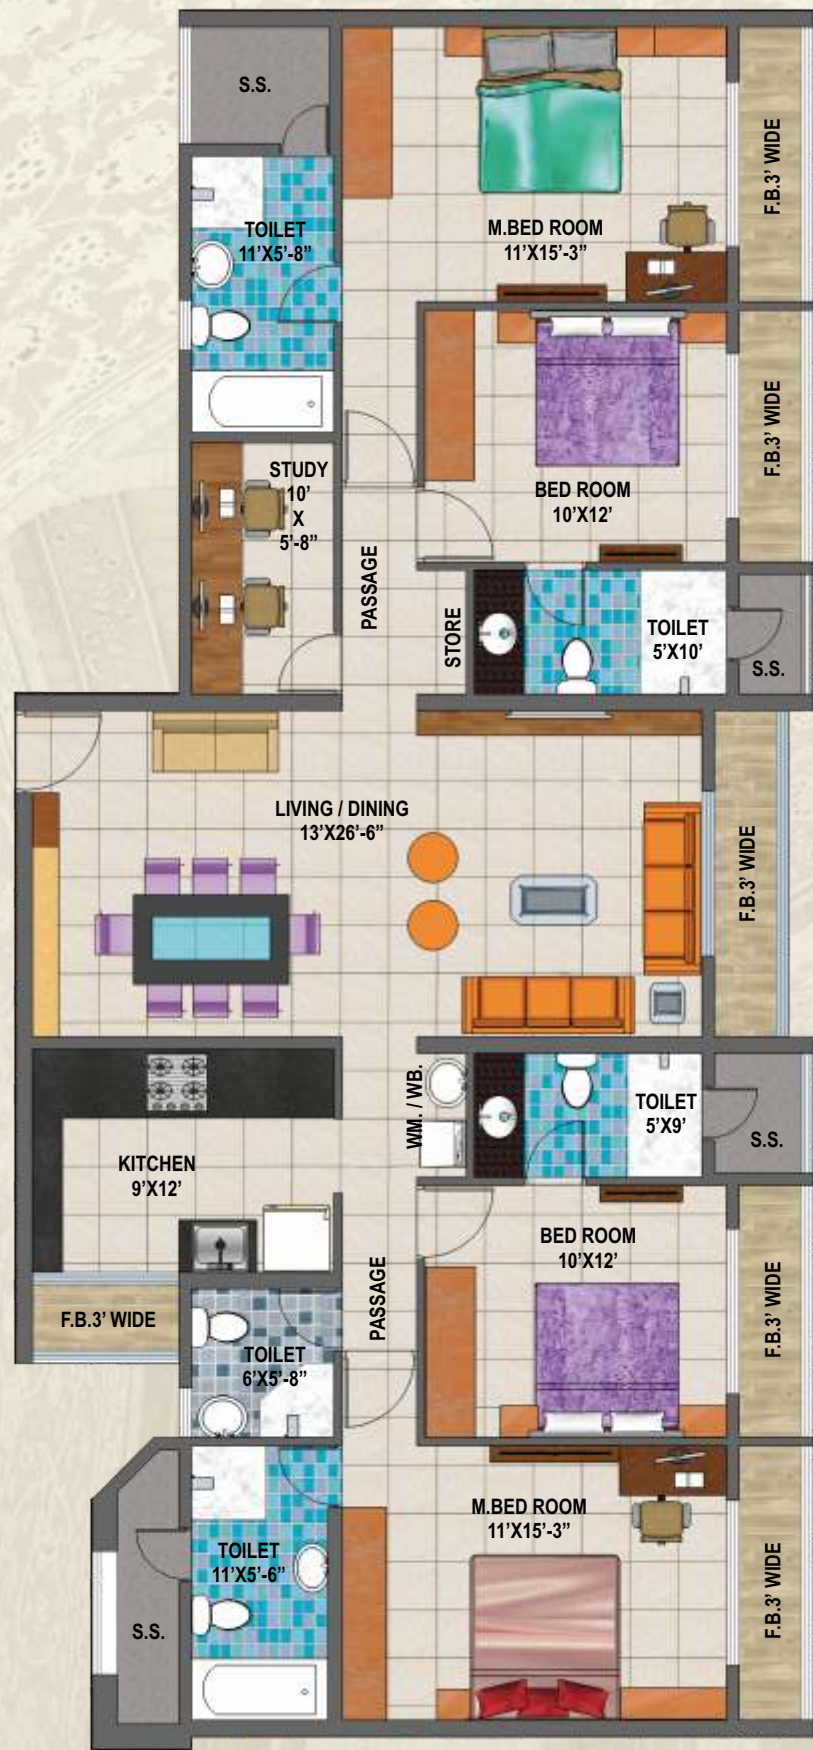 S.S.
F.B.3' WIDE
TOILET
11'X5'-8"
M.BED ROOM
11'X15'-3"
F.B.3' WIDE
STUDY
10'
X
5'-8"
BED ROOM
10'X12'
PASSAGE
STORE
TOILET
5'X10'
S.S.
LIVING / DINING
13'X26'-6"
F.B.3' WIDE
WM. / WB.
TOILET
5'X9'
S.S.
KITCHEN
9'X12'
BED ROOM
10'X12'
F.B.3' WIDE
F.B.3' WIDE
PASSAGE
TOILET
6'X5'-8"
M.BED ROOM
11'X15'-3"
TOILET
11'X5'-6"
F.B.3' WIDE
S.S.